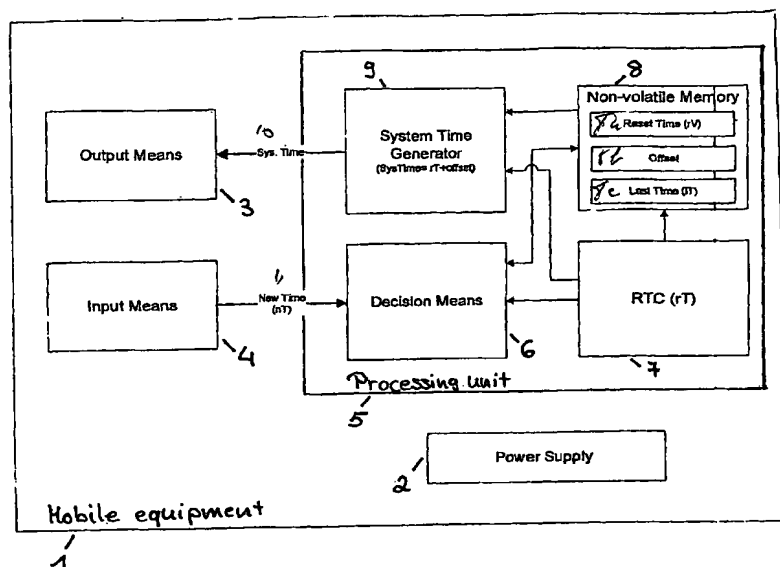 9
8
Non-volatile Memory
Reset Time (rV)
Offset
Last Time (lT)
System Time
Generator
(SysTime= rT+offset)
Output Means
10
Sys. Time
3
Input Means
New Time
(nT)
4
Decision Means
6
RTC (rT)
7
Processing unit
5
Power Supply
2
Mobile equipment
1